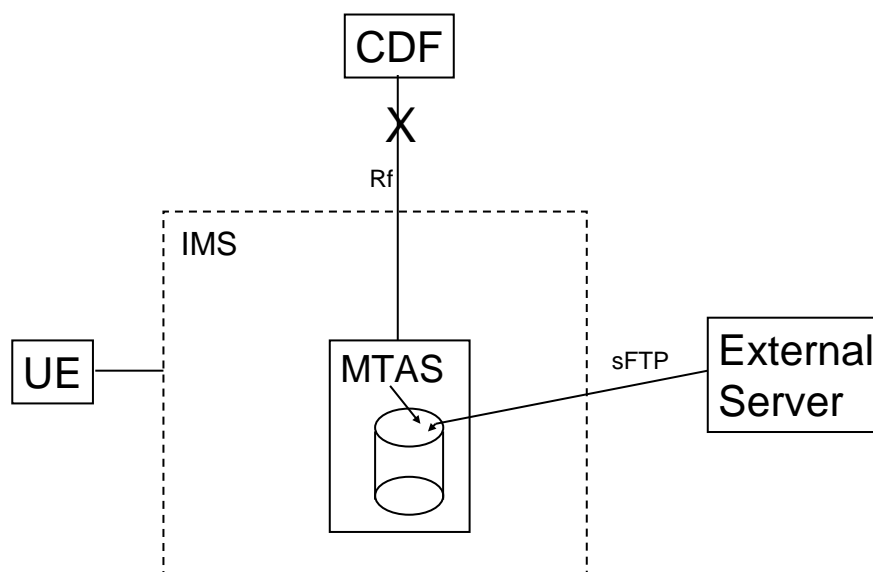 CDF
X
Rf
IMS
MTAS
UE
sFTP
External
Server